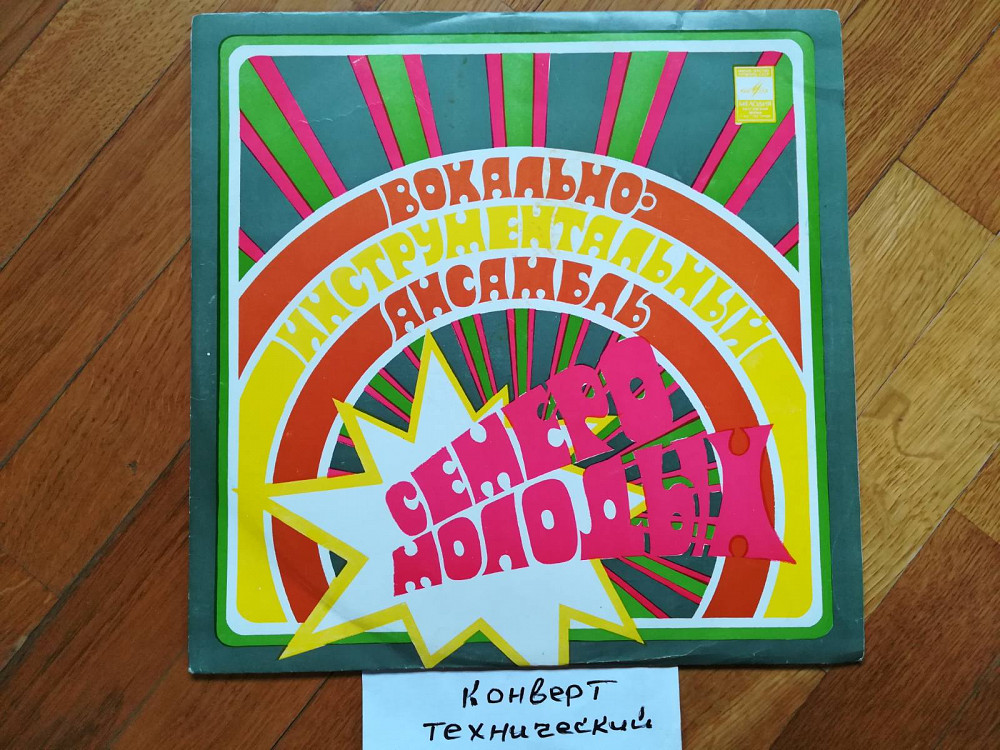 ВОКАЛЬНО-
ИНСТРУМЕНТАЛЬНЫЙ
АНСАМБЛЬ
СЕМЕРО
МОЛОДЫХ
Конверт
технический